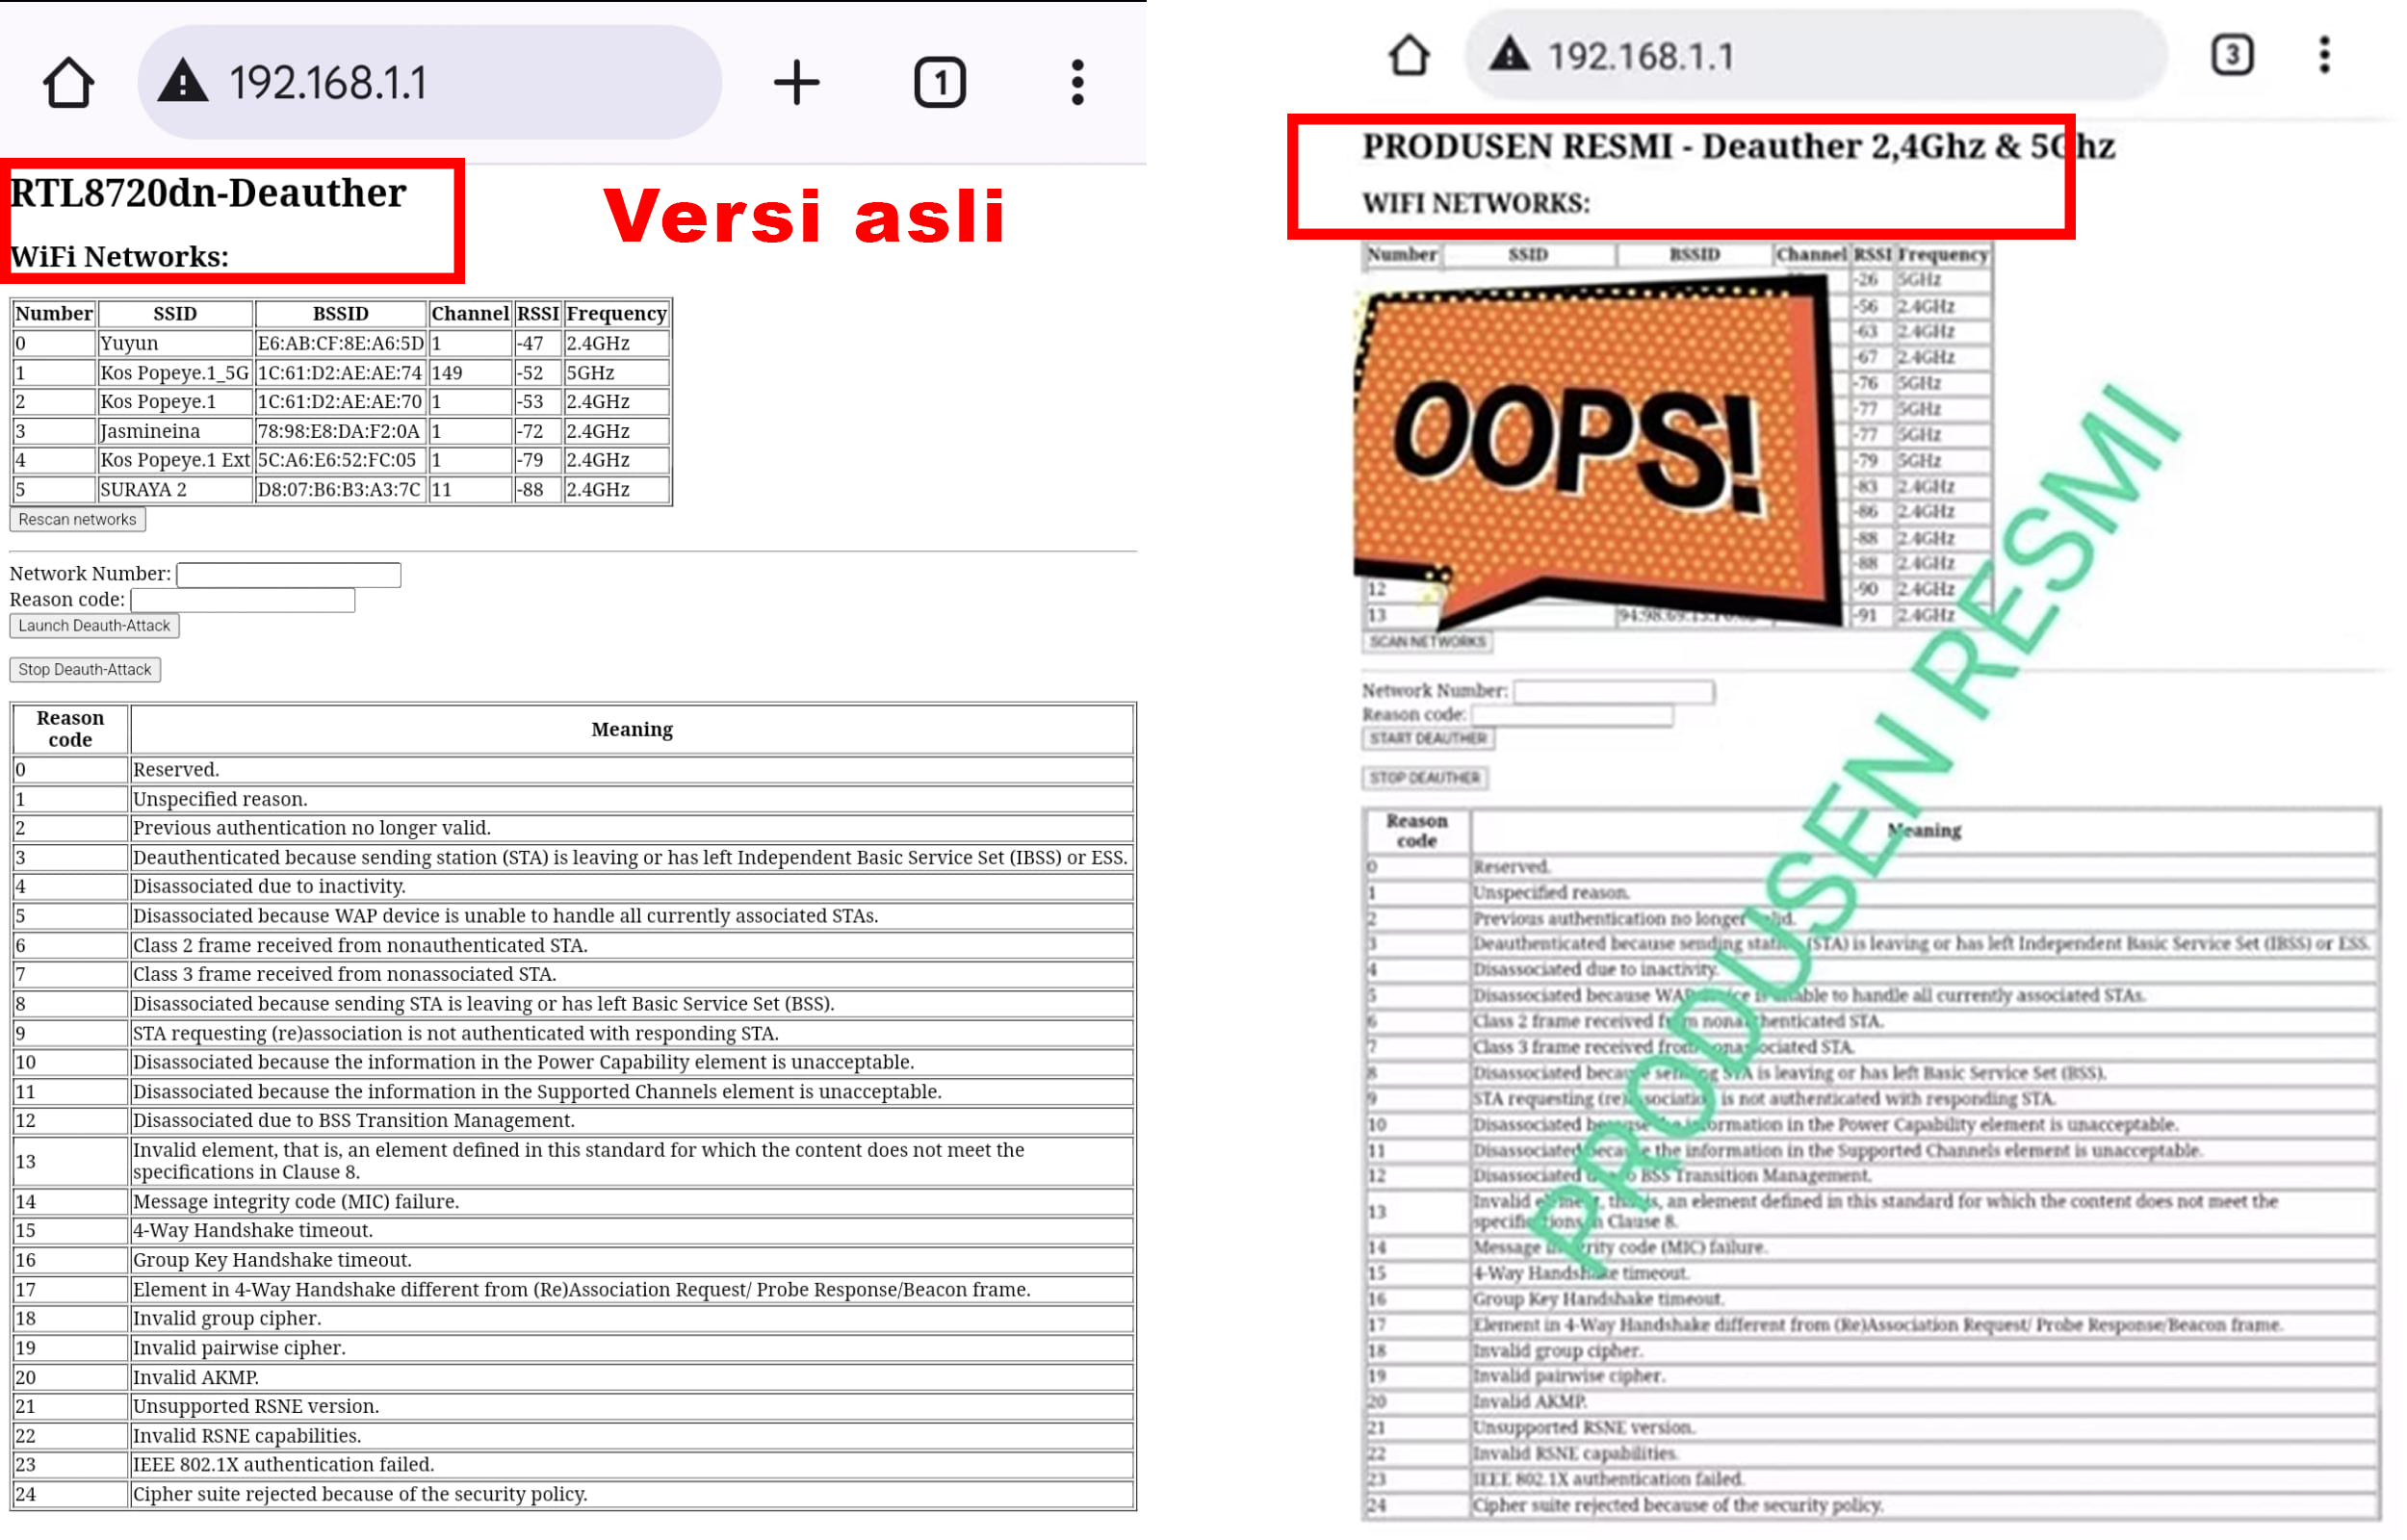 192.168.1.1
1
RTL8720dn-Deauther
Versi asli
WiFi Networks:
Number SSID BSSID Channel RSSI Frequency
0 Yuyun E6:AB:CF:8E:A6:5D 1 -47 2.4GHz
1 Kos Popeye.1_5G 1C:61:D2:AE:AE:74 149 -52 5GHz
2 Kos Popeye.1 1C:61:D2:AE:AE:70 1 -53 2.4GHz
3 Jasmineina 78:98:E8:DA:F2:0A 1 -72 2.4GHz
4 Kos Popeye.1 Ext 5C:A6:E6:52:FC:05 1 -79 2.4GHz
5 SURAYA 2 D8:07:B6:B3:A3:7C 11 -88 2.4GHz
Rescan networks
Network Number:
Reason code:
Launch Deauth-Attack
Stop Deauth-Attack
Reason code Meaning
0 Reserved.
1 Unspecified reason.
2 Previous authentication no longer valid.
3 Deauthenticated because sending station (STA) is leaving or has left Independent Basic Service Set (IBSS) or ESS.
4 Disassociated due to inactivity.
5 Disassociated because WAP device is unable to handle all currently associated STAs.
6 Class 2 frame received from nonauthenticated STA.
7 Class 3 frame received from nonassociated STA.
8 Disassociated because sending STA is leaving or has left Basic Service Set (BSS).
9 STA requesting (re)association is not authenticated with responding STA.
10 Disassociated because the information in the Power Capability element is unacceptable.
11 Disassociated because the information in the Supported Channels element is unacceptable.
12 Disassociated due to BSS Transition Management.
13 Invalid element, that is, an element defined in this standard for which the content does not meet the
specifications in Clause 8.
14 Message integrity code (MIC) failure.
15 4-Way Handshake timeout.
16 Group Key Handshake timeout.
17 Element in 4-Way Handshake different from (Re)Association Request/ Probe Response/Beacon frame.
18 Invalid group cipher.
19 Invalid pairwise cipher.
20 Invalid AKMP.
21 Unsupported RSNE version.
22 Invalid RSNE capabilities.
23 IEEE 802.1X authentication failed.
24 Cipher suite rejected because of the security policy.
192.168.1.1
3
PRODUSEN RESMI - Deauther 2,4Ghz & 5Ghz
WIFI NETWORKS:
Number SSID BSSID Channel RSSI Frequency
-26 5GHz
-56 2.4GHz
-63 2.4GHz
-67 2.4GHz
-76 5GHz
-77 5GHz
-77 5GHz
-79 5GHz
-83 2.4GHz
-86 2.4GHz
-88 2.4GHz
-88 2.4GHz
12 -90 2.4GHz
13 -91 2.4GHz
OOPS!
SCAN NETWORKS
Network Number:
Reason code:
START DEAUTHER
STOP DEAUTHER
Reason code Meaning
0 Reserved.
1 Unspecified reason.
2 Previous authentication no longer valid.
3 Deauthenticated because sending station (STA) is leaving or has left Independent Basic Service Set (IBSS) or ESS.
4 Disassociated due to inactivity.
5 Disassociated because WAP device is unable to handle all currently associated STAs.
6 Class 2 frame received from nonauthenticated STA.
7 Class 3 frame received from nonassociated STA.
8 Disassociated because sending STA is leaving or has left Basic Service Set (BSS).
9 STA requesting (re)association is not authenticated with responding STA.
10 Disassociated because the information in the Power Capability element is unacceptable.
11 Disassociated because the information in the Supported Channels element is unacceptable.
12 Disassociated due to BSS Transition Management.
13 Invalid element, that is, an element defined in this standard for which the content does not meet the
specifications in Clause 8.
14 Message integrity code (MIC) failure.
15 4-Way Handshake timeout.
16 Group Key Handshake timeout.
17 Element in 4-Way Handshake different from (Re)Association Request/ Probe Response/Beacon frame.
18 Invalid group cipher.
19 Invalid pairwise cipher.
20 Invalid AKMP.
21 Unsupported RSNE version.
22 Invalid RSNE capabilities.
23 IEEE 802.1X authentication failed.
24 Cipher suite rejected because of the security policy.
PRODUSEN RESMI